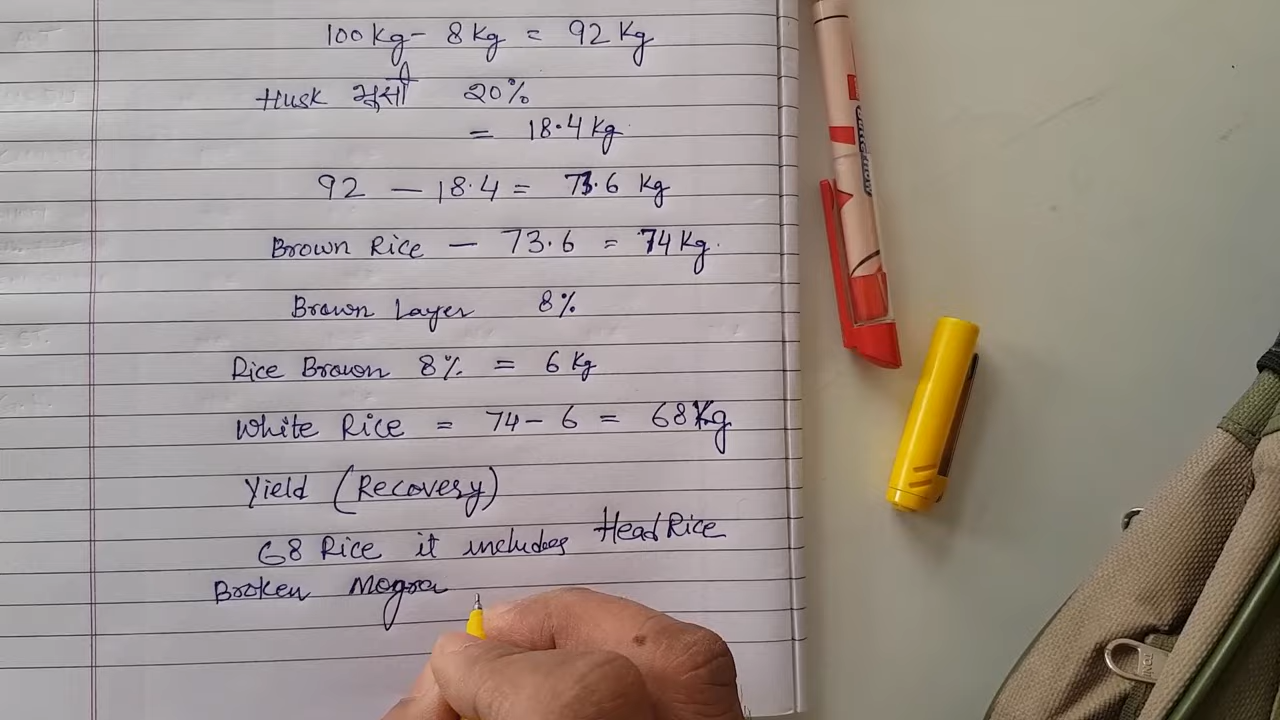 100 Kg - 8 Kg = 92 Kg
Husk भूसी 20%
= 18.4 Kg
92 — 18.4 = 73.6 Kg
Brown Rice — 73.6 = 74 Kg.
Brown Layer 8%
Rice Brown 8% = 6 Kg
White Rice = 74 - 6 = 68 Kg
Yield (Recovery)
68 Rice it includes Head Rice
Broken Mogra